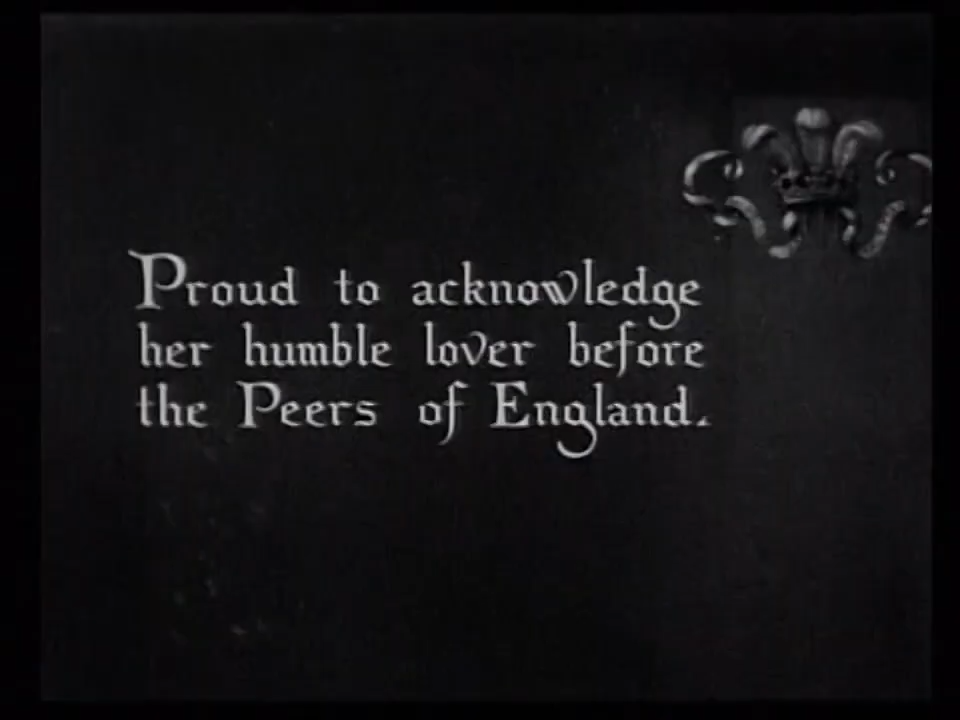 Proud to acknowledge
her humble lover before
the Peers of England.